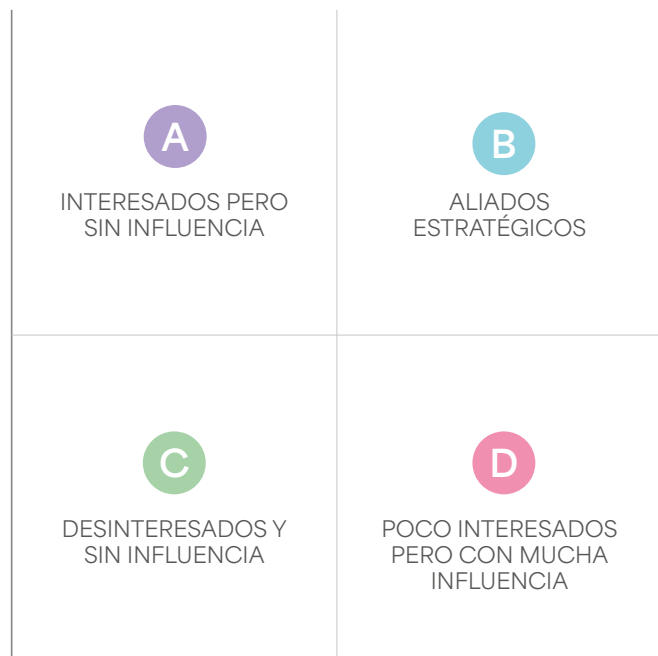 A
INTERESADOS PERO
SIN INFLUENCIA
B
ALIADOS
ESTRATÉGICOS
C
DESINTERESADOS Y
SIN INFLUENCIA
D
POCO INTERESADOS
PERO CON MUCHA
INFLUENCIA